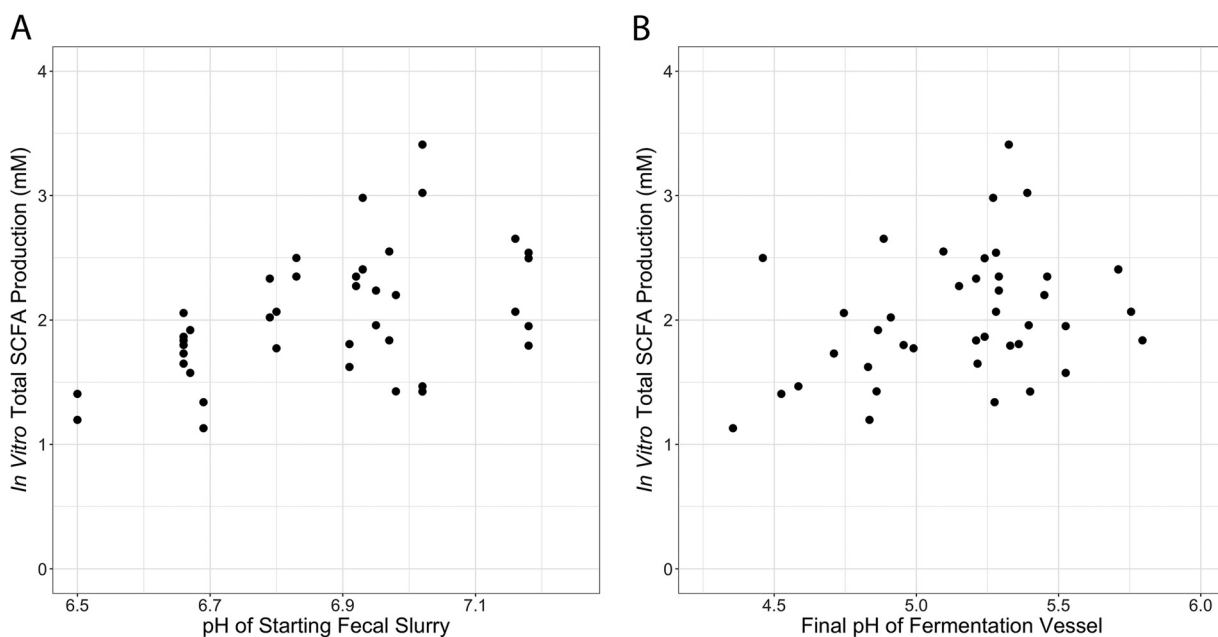 A
In Vitro Total SCFA Production (mM)
4
3
2
1
0
6.5 6.7 6.9 7.1
pH of Starting Fecal Slurry
B
In Vitro Total SCFA Production (mM)
4
3
2
1
0
4.5 5.0 5.5 6.0
Final pH of Fermentation Vessel